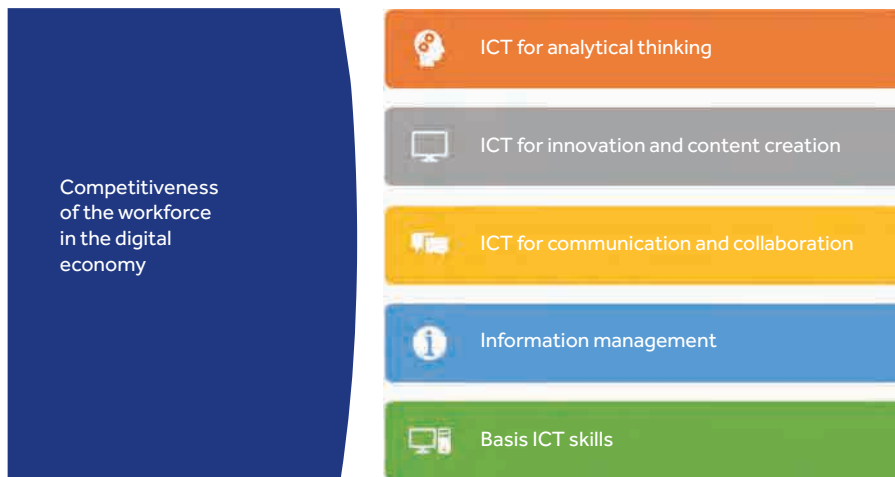 Competitiveness
of the workforce
in the digital
economy
ICT for analytical thinking
ICT for innovation and content creation
ICT for communication and collaboration
Information management
Basis ICT skills